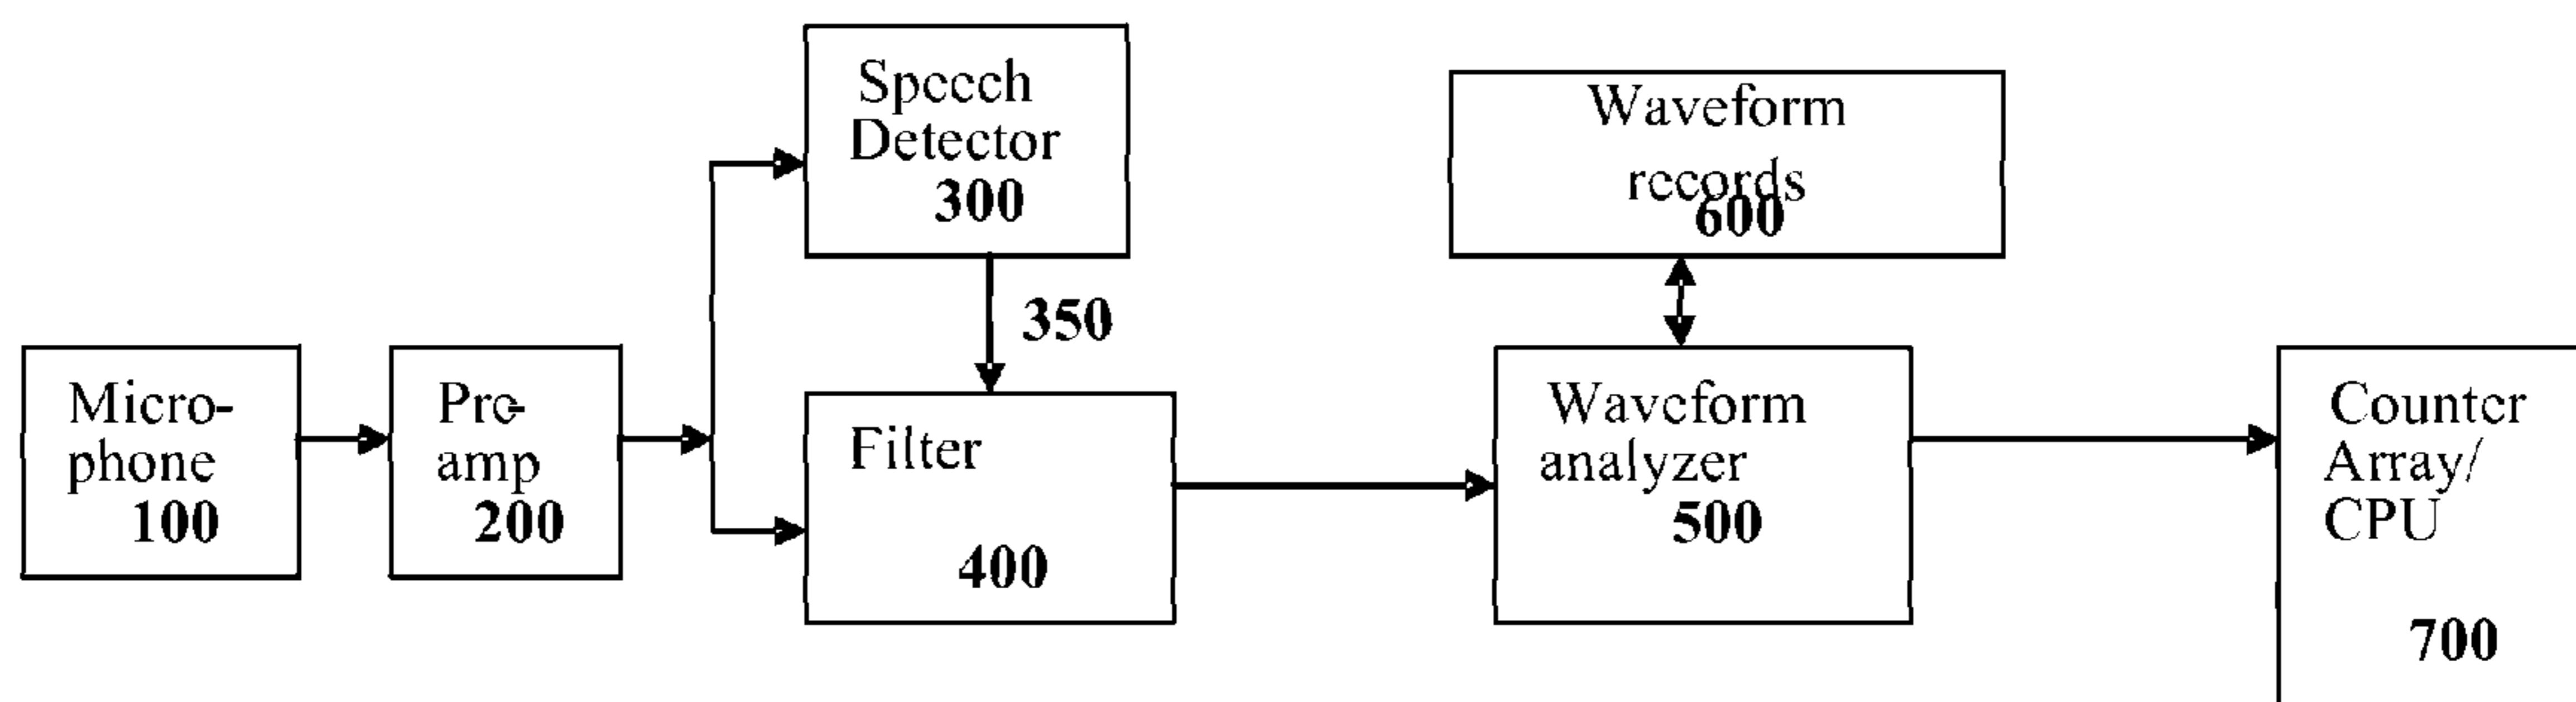 Speech
Detector
300
Waveform
records
600
350
Micro-
phone
100
Pre-
amp
200
Filter
400
Waveform
analyzer
500
Counter
Array/
CPU
700